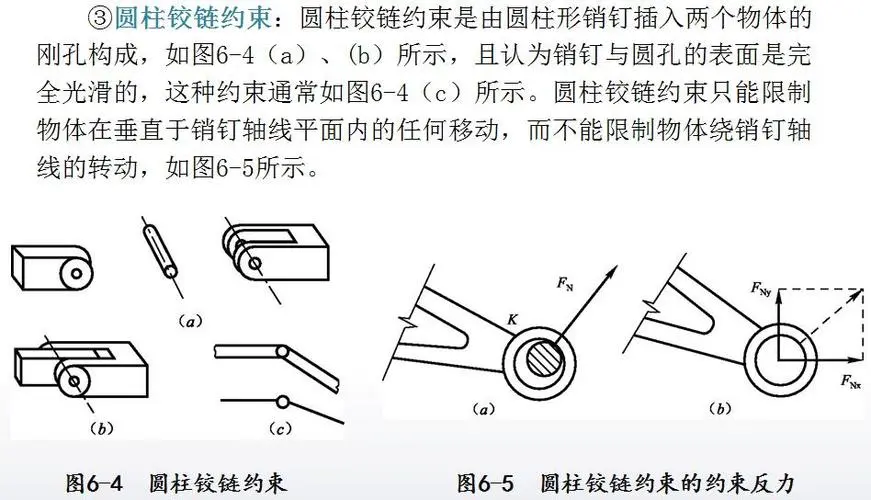 ③圆柱铰链约束：圆柱铰链约束是由圆柱形销钉插入两个物体的
刚孔构成，如图6-4（a）、(b）所示，且认为销钉与圆孔的表面是完
全光滑的，这种约束通常如图6-4（c）所示。圆柱铰链约束只能限制
物体在垂直于销钉轴线平面内的任何移动，而不能限制物体绕销钉轴
线的转动，如图6-5所示。
(a)
(b)
(c)
K
FN
(a)
FNy
FNx
(b)
图6-4 圆柱铰链约束
图6-5 圆柱铰链约束的约束反力